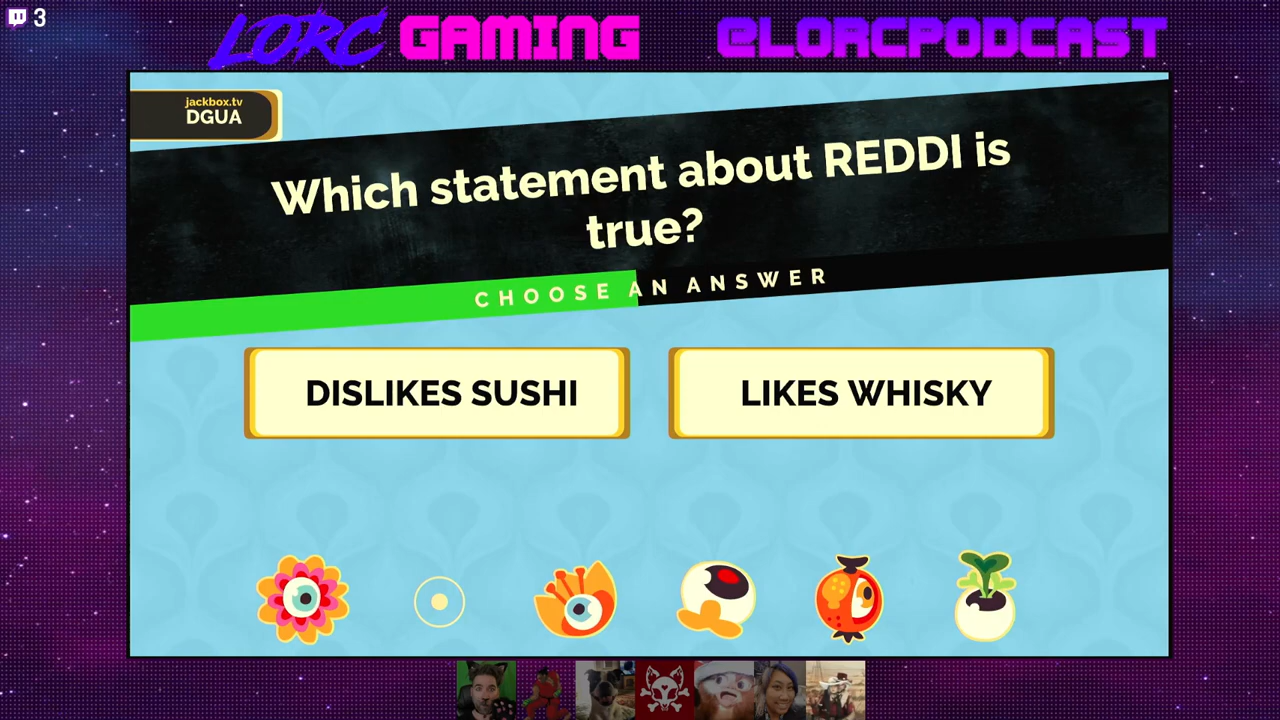 3
LORC GAMING
@LORCPODCAST
jackbox.tv
DGUA
Which statement about REDDI is
true?
CHOOSE AN ANSWER
DISLIKES SUSHI
LIKES WHISKY